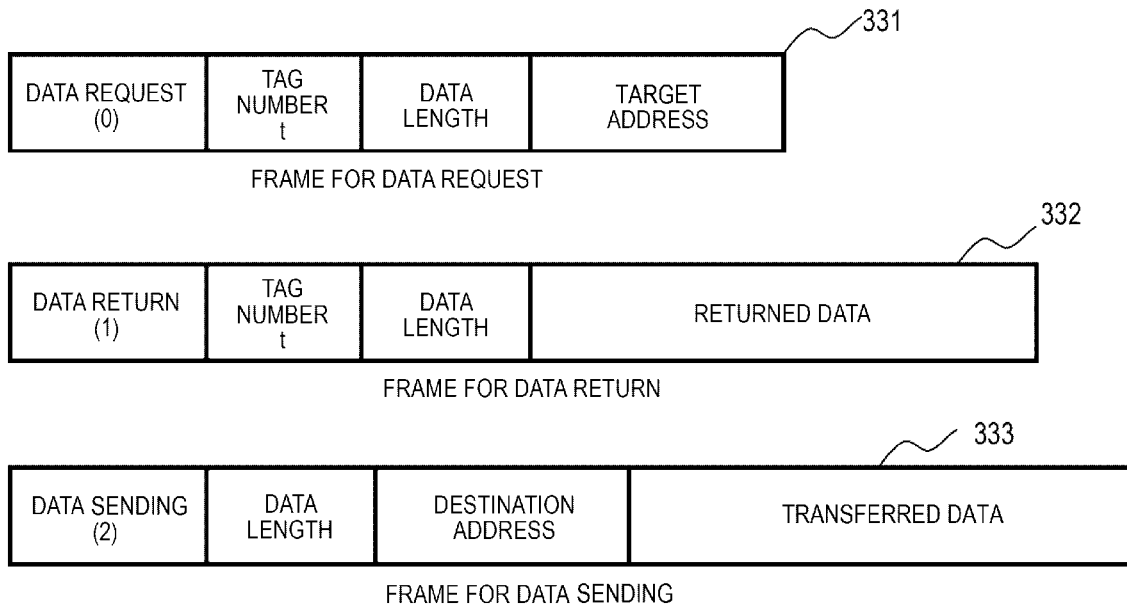 331
DATA REQUEST
(0)
TAG
NUMBER
t
DATA
LENGTH
TARGET
ADDRESS
FRAME FOR DATA REQUEST
332
DATA RETURN
(1)
TAG
NUMBER
t
DATA
LENGTH
RETURNED DATA
FRAME FOR DATA RETURN
333
DATA SENDING
(2)
DATA
LENGTH
DESTINATION
ADDRESS
TRANSFERRED DATA
FRAME FOR DATA SENDING